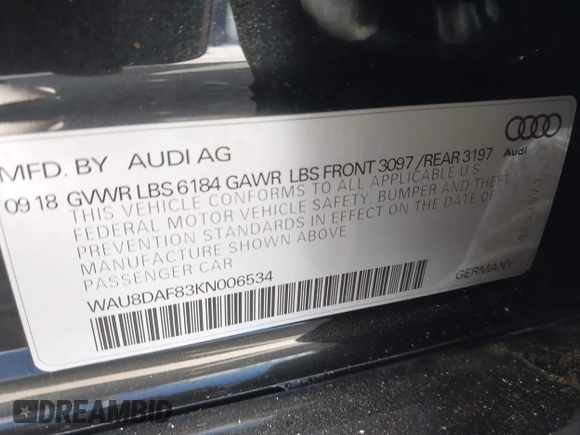 MFD. BY AUDI AG
Audi
09 18 GVWR LBS 6184 GAWR LBS FRONT 3097 /REAR 3197
THIS VEHICLE CONFORMS TO ALL APPLICABLE U.S
FEDERAL MOTOR VEHICLE SAFETY, BUMPER AND THEFT
PREVENTION STANDARDS IN EFFECT ON THE DATE OF
MANUFACTURE SHOWN ABOVE
PASSENGER CAR
WAU8DAF83KN006534
GERMANY
DREAMBID